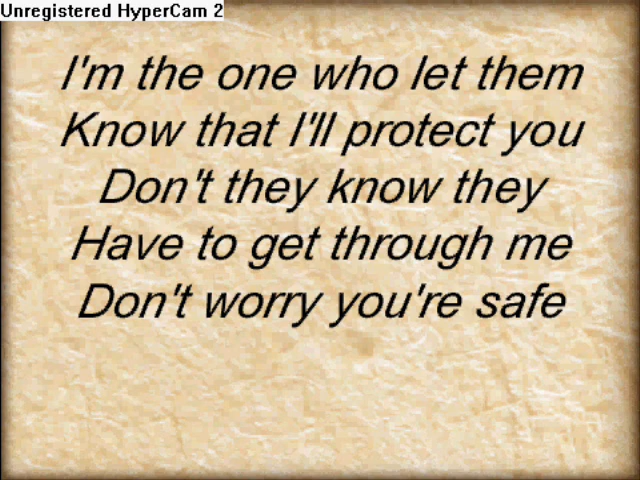 Unregistered HyperCam 2
I'm the one who let them
Know that I'll protect you
Don't they know they
Have to get through me
Don't worry you're safe